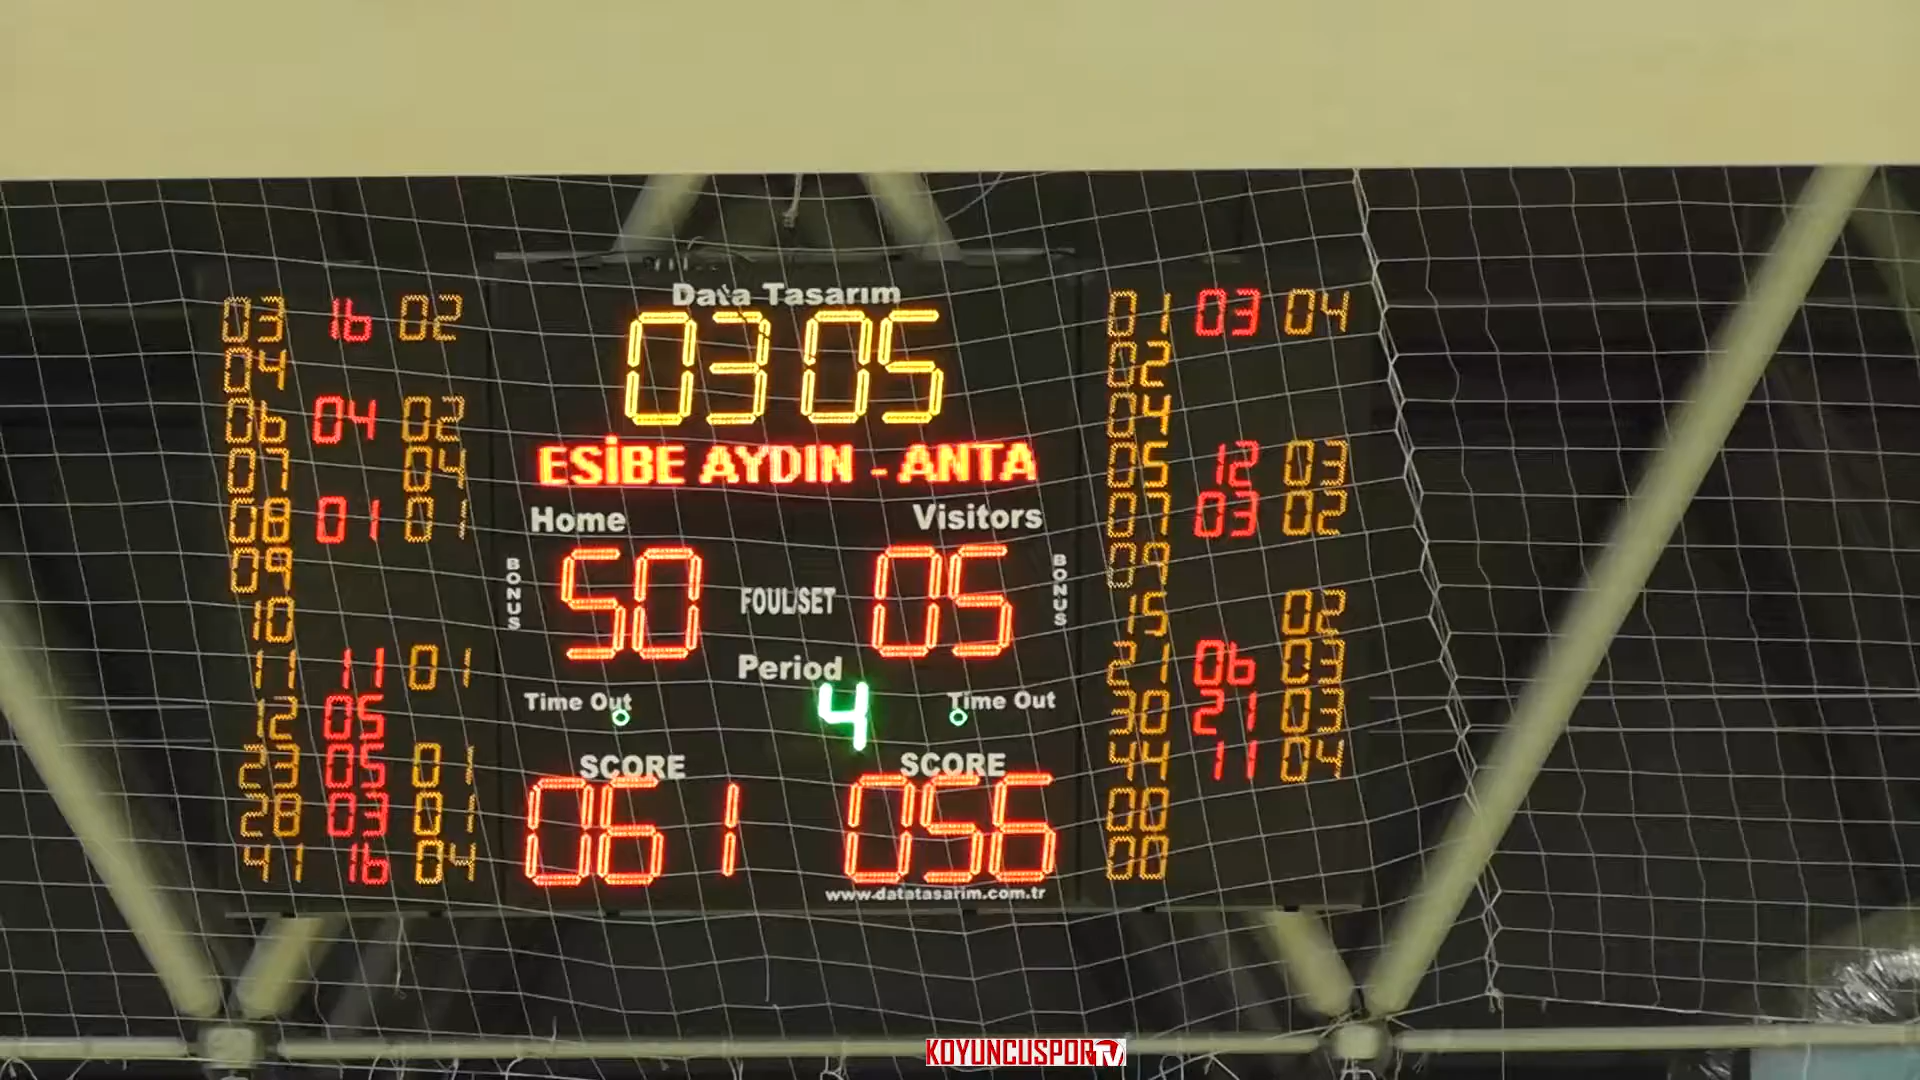 Data Tasarım
03 05
ESİBE AYDIN - ANTA
Home
Visitors
BONUS
50
FOUL/SET
05
BONUS
Period
4
Time Out
Time Out
SCORE
SCORE
061
056
www.datatasarim.com.tr
03 16 02
04
06 04 02
07 04
08 01 01
09
10
11 11 01
12 05
23 05 01
28 03 01
41 16 04
01 03 04
02
04
05 12 03
07 03 02
09
15 02
21 06 03
30 21 03
44 11 04
00
00
KOYUNCUSPOR TV